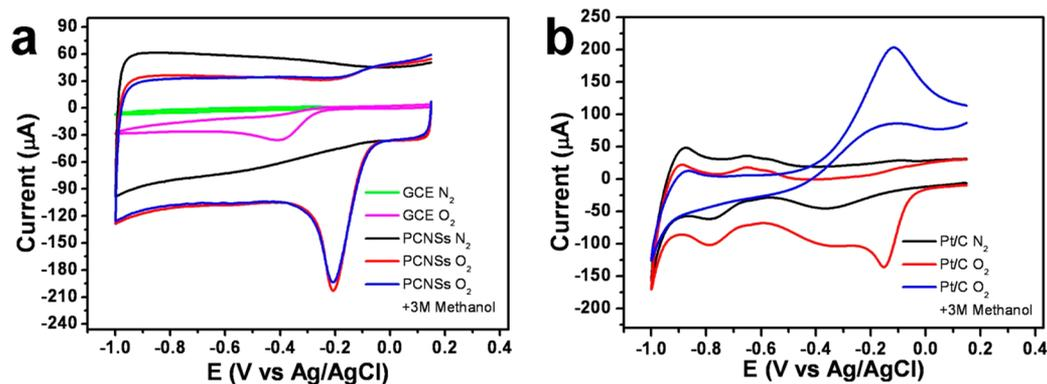 a
90
60
30
0
-30
-60
-90
-120
-150
-180
-210
-240
Current (μA)
GCE N₂
GCE O₂
PCNSs N₂
PCNSs O₂
PCNSs O₂
+3M Methanol
-1.0 -0.8 -0.6 -0.4 -0.2 0.0 0.2 0.4
E (V vs Ag/AgCl)
b
250
200
150
100
50
0
-50
-100
-150
-200
Current (μA)
Pt/C N₂
Pt/C O₂
Pt/C O₂
+3M Methanol
-1.0 -0.8 -0.6 -0.4 -0.2 0.0 0.2 0.4
E (V vs Ag/AgCl)